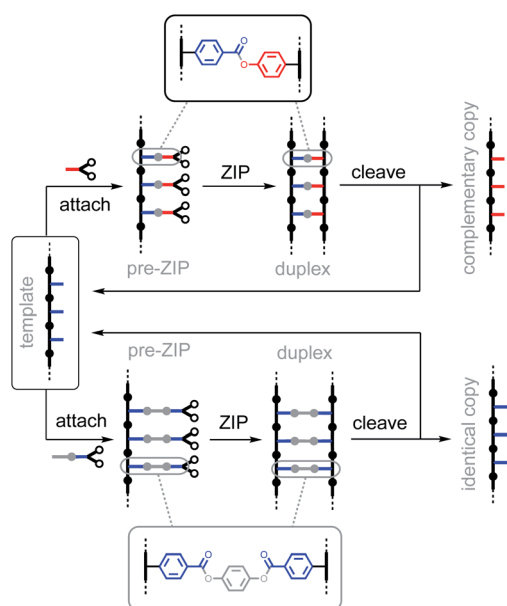 O
O
attach
ZIP
cleave
complementary copy
pre-ZIP
duplex
template
pre-ZIP
duplex
attach
ZIP
cleave
identical copy
O
O
O
O